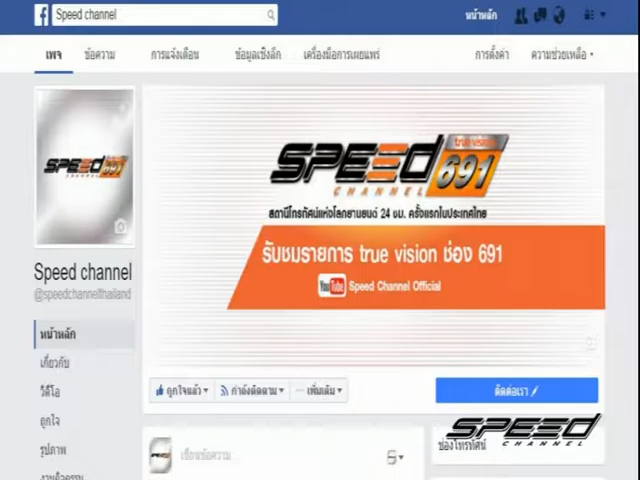 Speed channel
หน้าหลัก
เพจ ข้อความ การแจ้งเตือน ข้อมูลเชิงลึก เครื่องมือการเผยแพร่ การตั้งค่า ความช่วยเหลือ
SPEED CHANNEL 691
true vision
SPEED CHANNEL 691
สถานีโทรทัศน์แห่งโลกยานยนต์ 24 ชม. ครั้งแรกในประเทศไทย
รับชมรายการ true vision ช่อง 691
YouTube Speed Channel Official
Speed channel
@speedchannelthailand
หน้าหลัก
เกี่ยวกับ
วิดีโอ
ถูกใจ
รูปภาพ
ถูกใจแล้ว กำลังติดตาม เพิ่มเติม
ติดต่อเรา
SPEED CHANNEL
เขียนข้อความ
ช่องโทรทัศน์